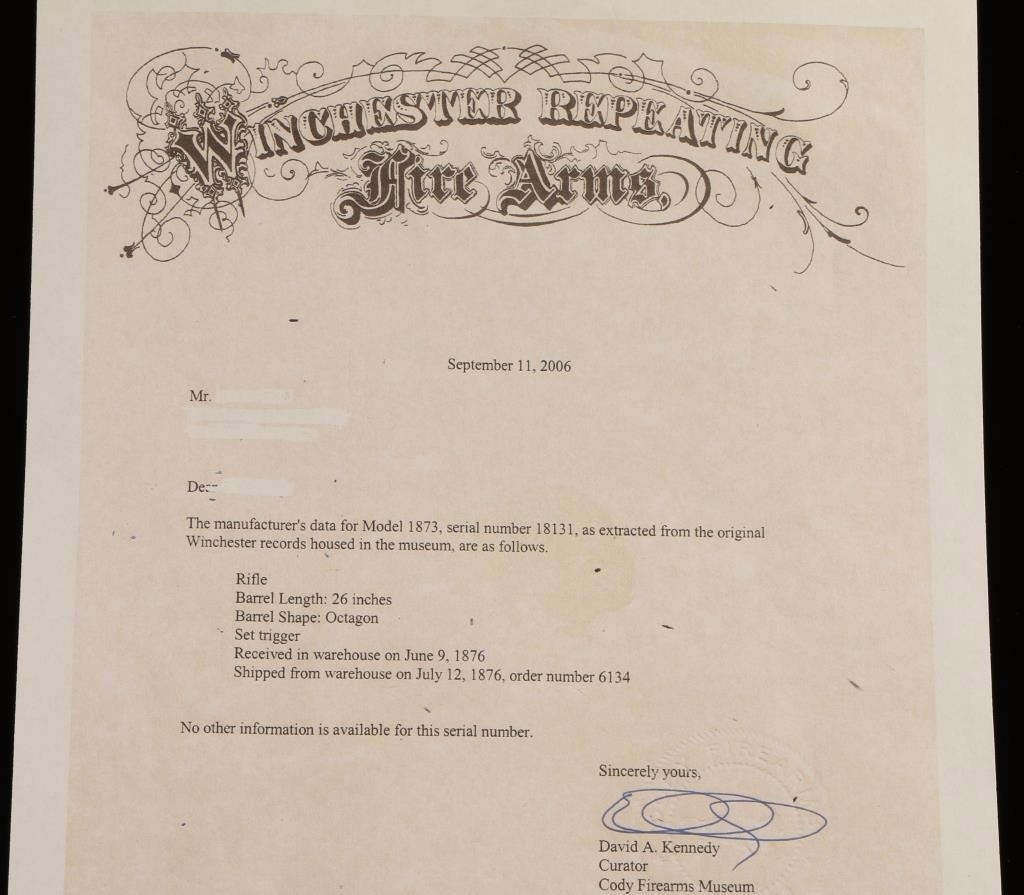 WINCHESTER REPEATING
Fire Arms,
September 11, 2006
Mr.
The manufacturer's data for Model 1873, serial number 18131, as extracted from the original
Winchester records housed in the museum, are as follows.
Rifle
Barrel Length: 26 inches
Barrel Shape: Octagon
Set trigger
Received in warehouse on June 9, 1876
Shipped from warehouse on July 12, 1876, order number 6134
No other information is available for this serial number.
Sincerely yours,
David A. Kennedy
Curator
Cody Firearms Museum